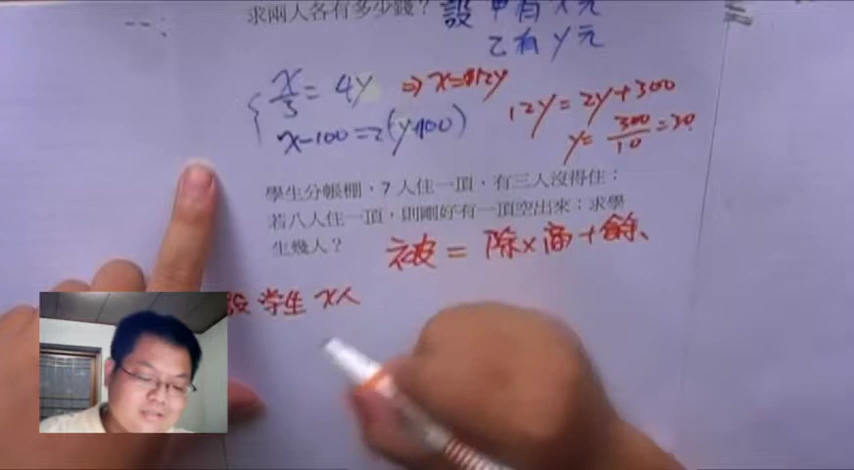 求兩人各有多少錢？設 甲有 x 元
乙有 y 元
x/3 = 4y ⇒ x=12y
x-100=2(y+100)
12y=2y+300
y=300/10=30
學生分帳棚，7人住一頂，有三人沒得住；
若八人住一頂，則剛好有一頂空出來；求學
生幾人？
被 = 除×商+餘
設 学生 x人